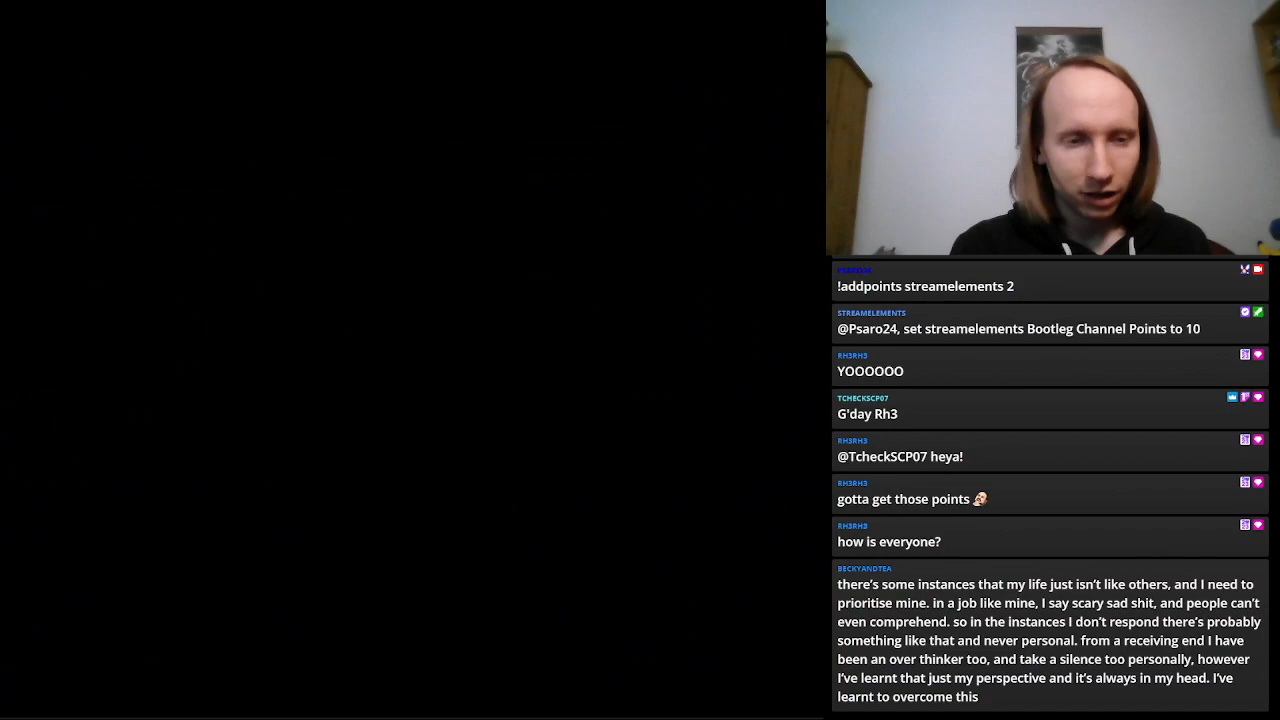 !addpoints streamelements 2
STREAMELEMENTS
@Psaro24, set streamelements Bootleg Channel Points to 10
RH3RH3
YOOOOOO
TCHECKSCP07
G'day Rh3
RH3RH3
@TcheckSCP07 heya!
RH3RH3
gotta get those points
RH3RH3
how is everyone?
BECKYANDTEA
there's some instances that my life just isn't like others, and I need to
prioritise mine. in a job like mine, I say scary sad shit, and people can't
even comprehend. so in the instances I don't respond there's probably
something like that and never personal. from a receiving end I have
been an over thinker too, and take a silence too personally, however
I've learnt that just my perspective and it's always in my head. I've
learnt to overcome this